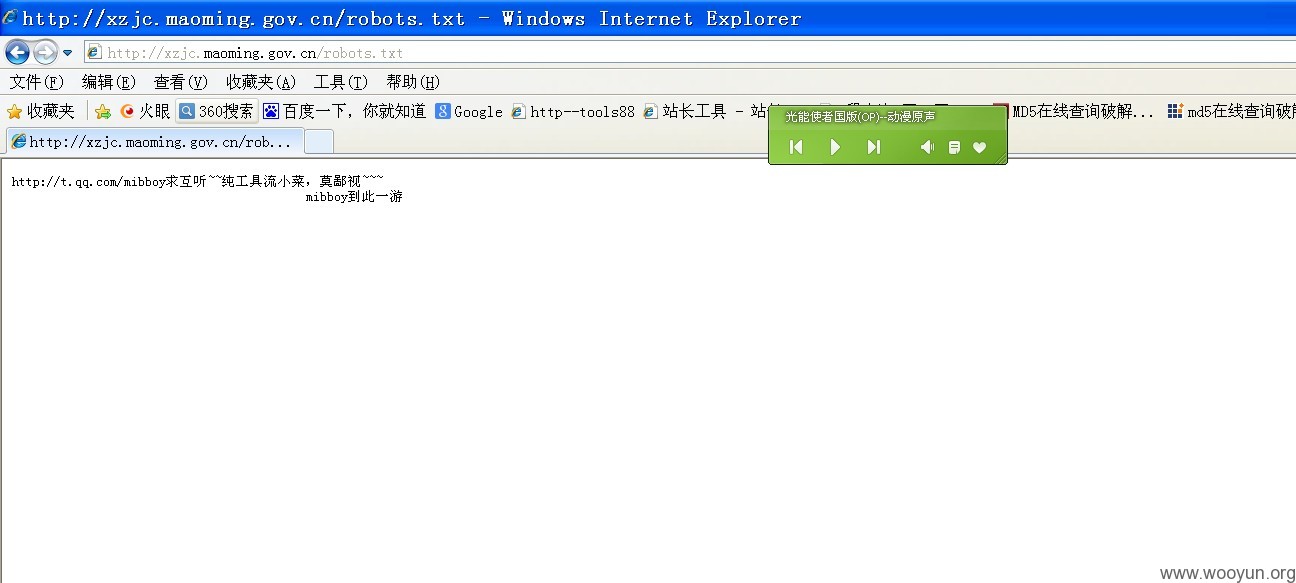 http://xzjc.maoming.gov.cn/robots.txt - Windows Internet Explorer
http://xzjc.maoming.gov.cn/robots.txt
文件(F) 编辑(E) 查看(V) 收藏夹(A) 工具(T) 帮助(H)
收藏夹 火眼 360搜索 百度一下，你就知道 Google http--tools88 站长工具 - 站 MD5在线查询破解... md5在线查询破解
光能使者国版(OP)--动漫原声
http://xzjc.maoming.gov.cn/rob...
http://t.qq.com/mibboy求互听~~纯工具流小菜，莫鄙视~~~
mibboy到此一游
www.wooyun.org